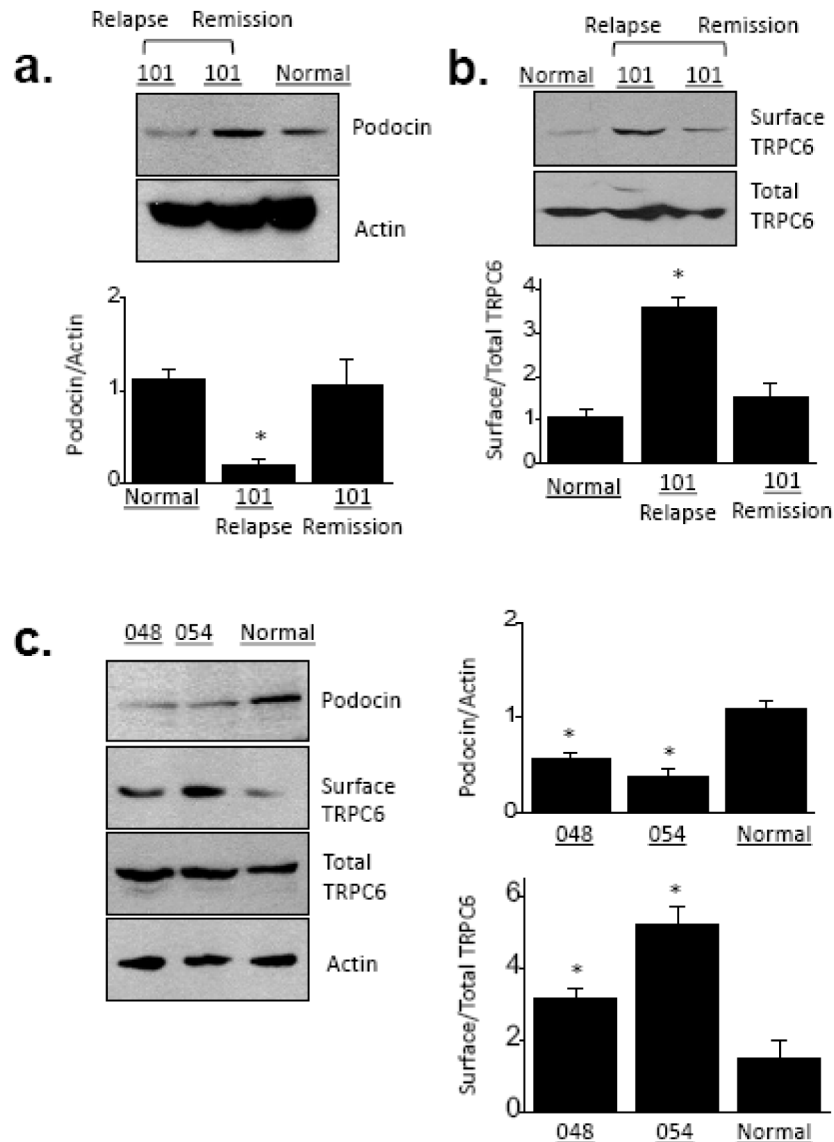 a.
Relapse Remission
101 101 Normal
Podocin
Actin
Podocin/Actin
2
1
0
Normal 101 101
Relapse Remission
*
b.
Relapse Remission
Normal 101 101
Surface
TRPC6
Total
TRPC6
Surface/Total TRPC6
4
3
2
1
0
*
Normal 101 101
Relapse Remission
c.
048 054 Normal
Podocin
Surface
TRPC6
Total
TRPC6
Actin
Podocin/Actin
2
1
0
* *
048 054 Normal
Surface/Total TRPC6
6
4
2
0
* *
048 054 Normal